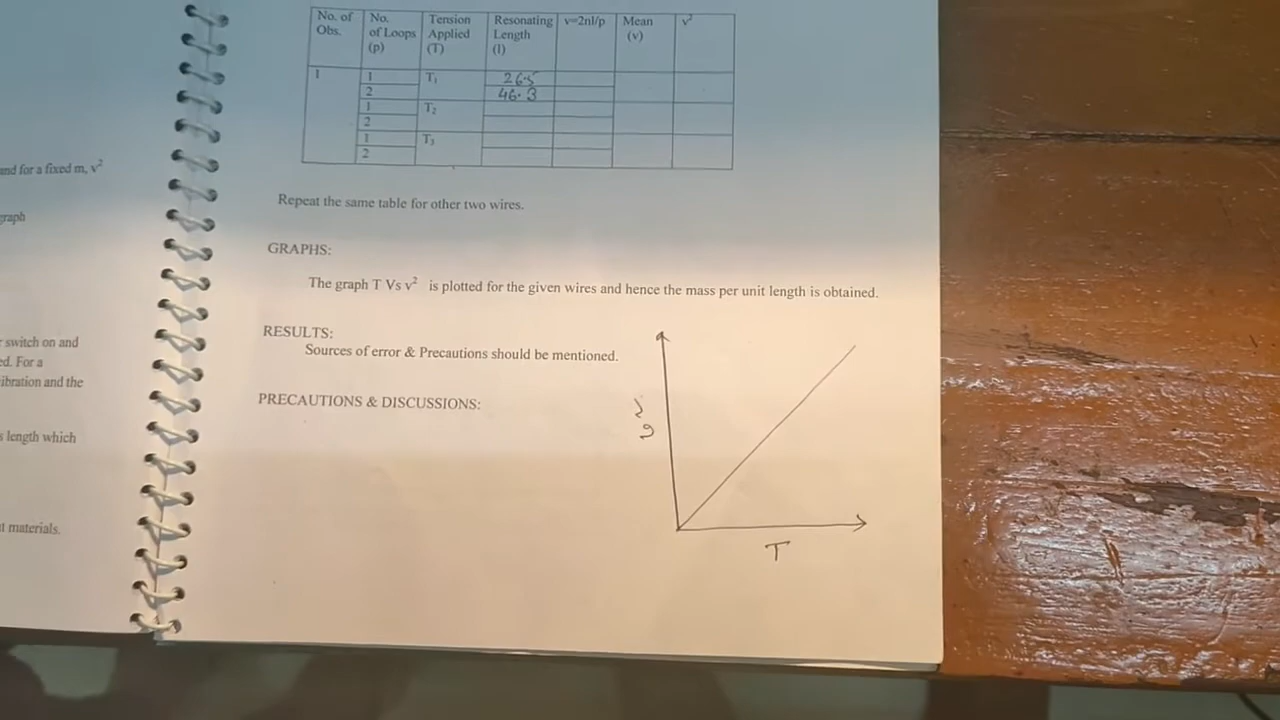 No. of Obs. No. of Loops (p) Tension Applied (T) Resonating Length (l) v=2nl/p Mean (v) v²
1 1 T₁ 26.5
2 46.3
1 T₂
2
1 T₃
2
and for a fixed m, v²
graph
Repeat the same table for other two wires.
GRAPHS:
The graph T Vs v² is plotted for the given wires and hence the mass per unit length is obtained.
switch on and
ed. For a
ibration and the
s length which
t materials.
RESULTS:
Sources of error & Precautions should be mentioned.
PRECAUTIONS & DISCUSSIONS:
T